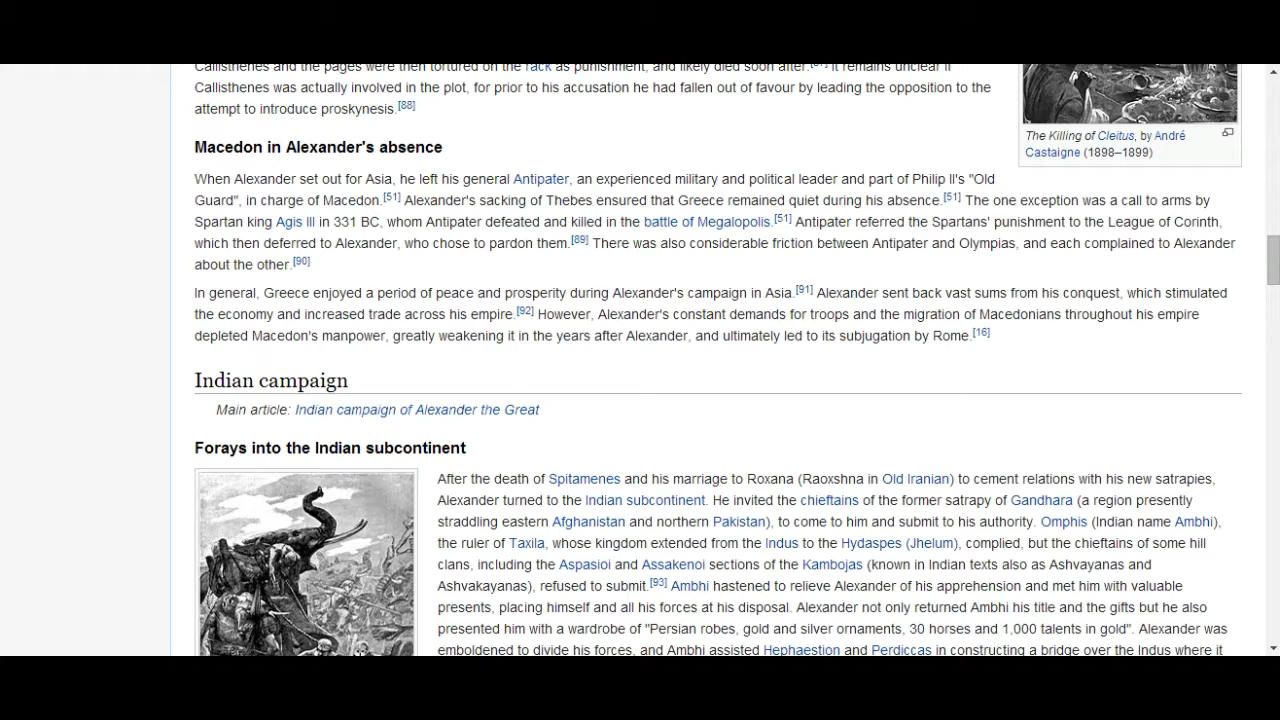 Callisthenes and the pages were then tortured on the rack as punishment, and likely died soon after. It remains unclear if
Callisthenes was actually involved in the plot, for prior to his accusation he had fallen out of favour by leading the opposition to the
attempt to introduce proskynesis.[88]
The Killing of Cleitus, by André
Castaigne (1898–1899)
Macedon in Alexander's absence
When Alexander set out for Asia, he left his general Antipater, an experienced military and political leader and part of Philip II's "Old
Guard", in charge of Macedon.[51] Alexander's sacking of Thebes ensured that Greece remained quiet during his absence.[51] The one exception was a call to arms by
Spartan king Agis III in 331 BC, whom Antipater defeated and killed in the battle of Megalopolis.[51] Antipater referred the Spartans' punishment to the League of Corinth,
which then deferred to Alexander, who chose to pardon them.[89] There was also considerable friction between Antipater and Olympias, and each complained to Alexander
about the other.[90]
In general, Greece enjoyed a period of peace and prosperity during Alexander's campaign in Asia.[91] Alexander sent back vast sums from his conquest, which stimulated
the economy and increased trade across his empire.[92] However, Alexander's constant demands for troops and the migration of Macedonians throughout his empire
depleted Macedon's manpower, greatly weakening it in the years after Alexander, and ultimately led to its subjugation by Rome.[16]
Indian campaign
Main article: Indian campaign of Alexander the Great
Forays into the Indian subcontinent
After the death of Spitamenes and his marriage to Roxana (Raoxshna in Old Iranian) to cement relations with his new satrapies,
Alexander turned to the Indian subcontinent. He invited the chieftains of the former satrapy of Gandhara (a region presently
straddling eastern Afghanistan and northern Pakistan), to come to him and submit to his authority. Omphis (Indian name Ambhi),
the ruler of Taxila, whose kingdom extended from the Indus to the Hydaspes (Jhelum), complied, but the chieftains of some hill
clans, including the Aspasioi and Assakenoi sections of the Kambojas (known in Indian texts also as Ashvayanas and
Ashvakayanas), refused to submit.[93] Ambhi hastened to relieve Alexander of his apprehension and met him with valuable
presents, placing himself and all his forces at his disposal. Alexander not only returned Ambhi his title and the gifts but he also
presented him with a wardrobe of "Persian robes, gold and silver ornaments, 30 horses and 1,000 talents in gold". Alexander was
emboldened to divide his forces, and Ambhi assisted Hephaestion and Perdiccas in constructing a bridge over the Indus where it